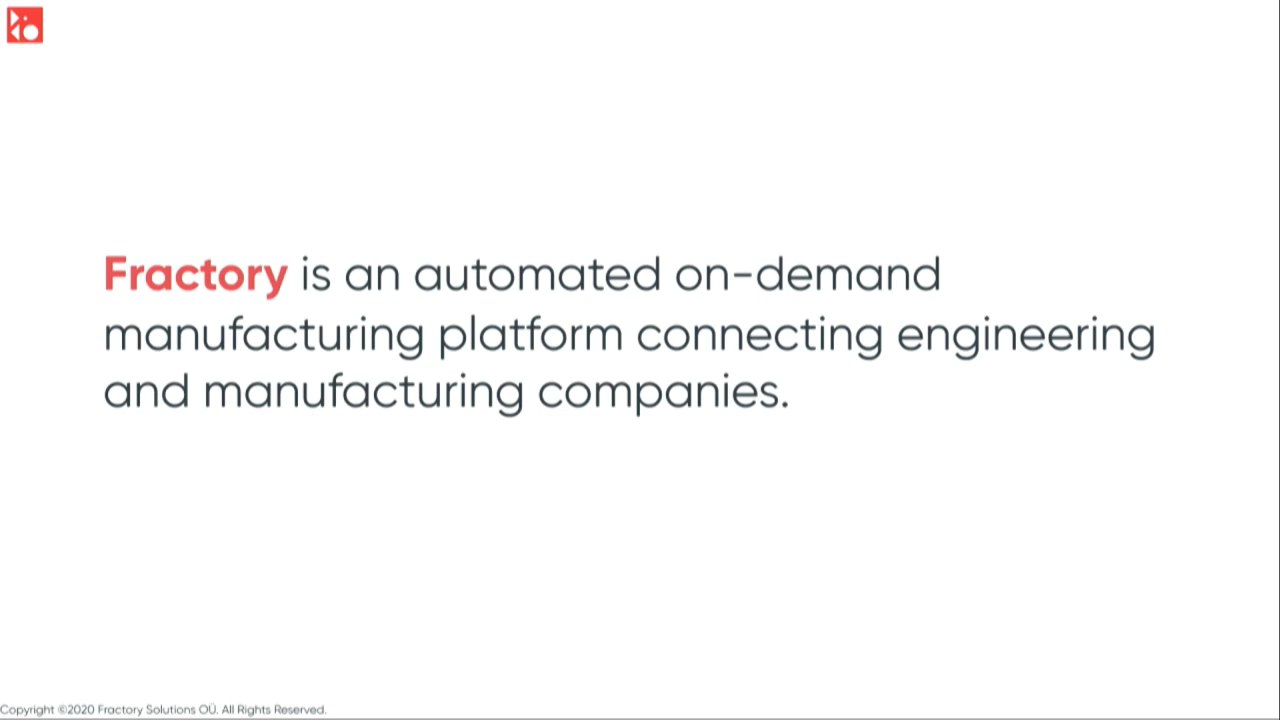 Fractory is an automated on-demand
manufacturing platform connecting engineering
and manufacturing companies.
Copyright ©2020 Fractory Solutions OÜ. All Rights Reserved.